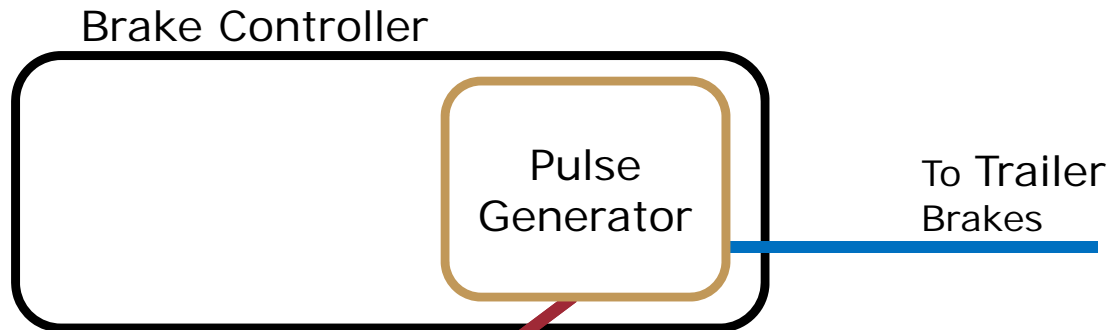 Brake Controller
Pulse
Generator
To Trailer
Brakes